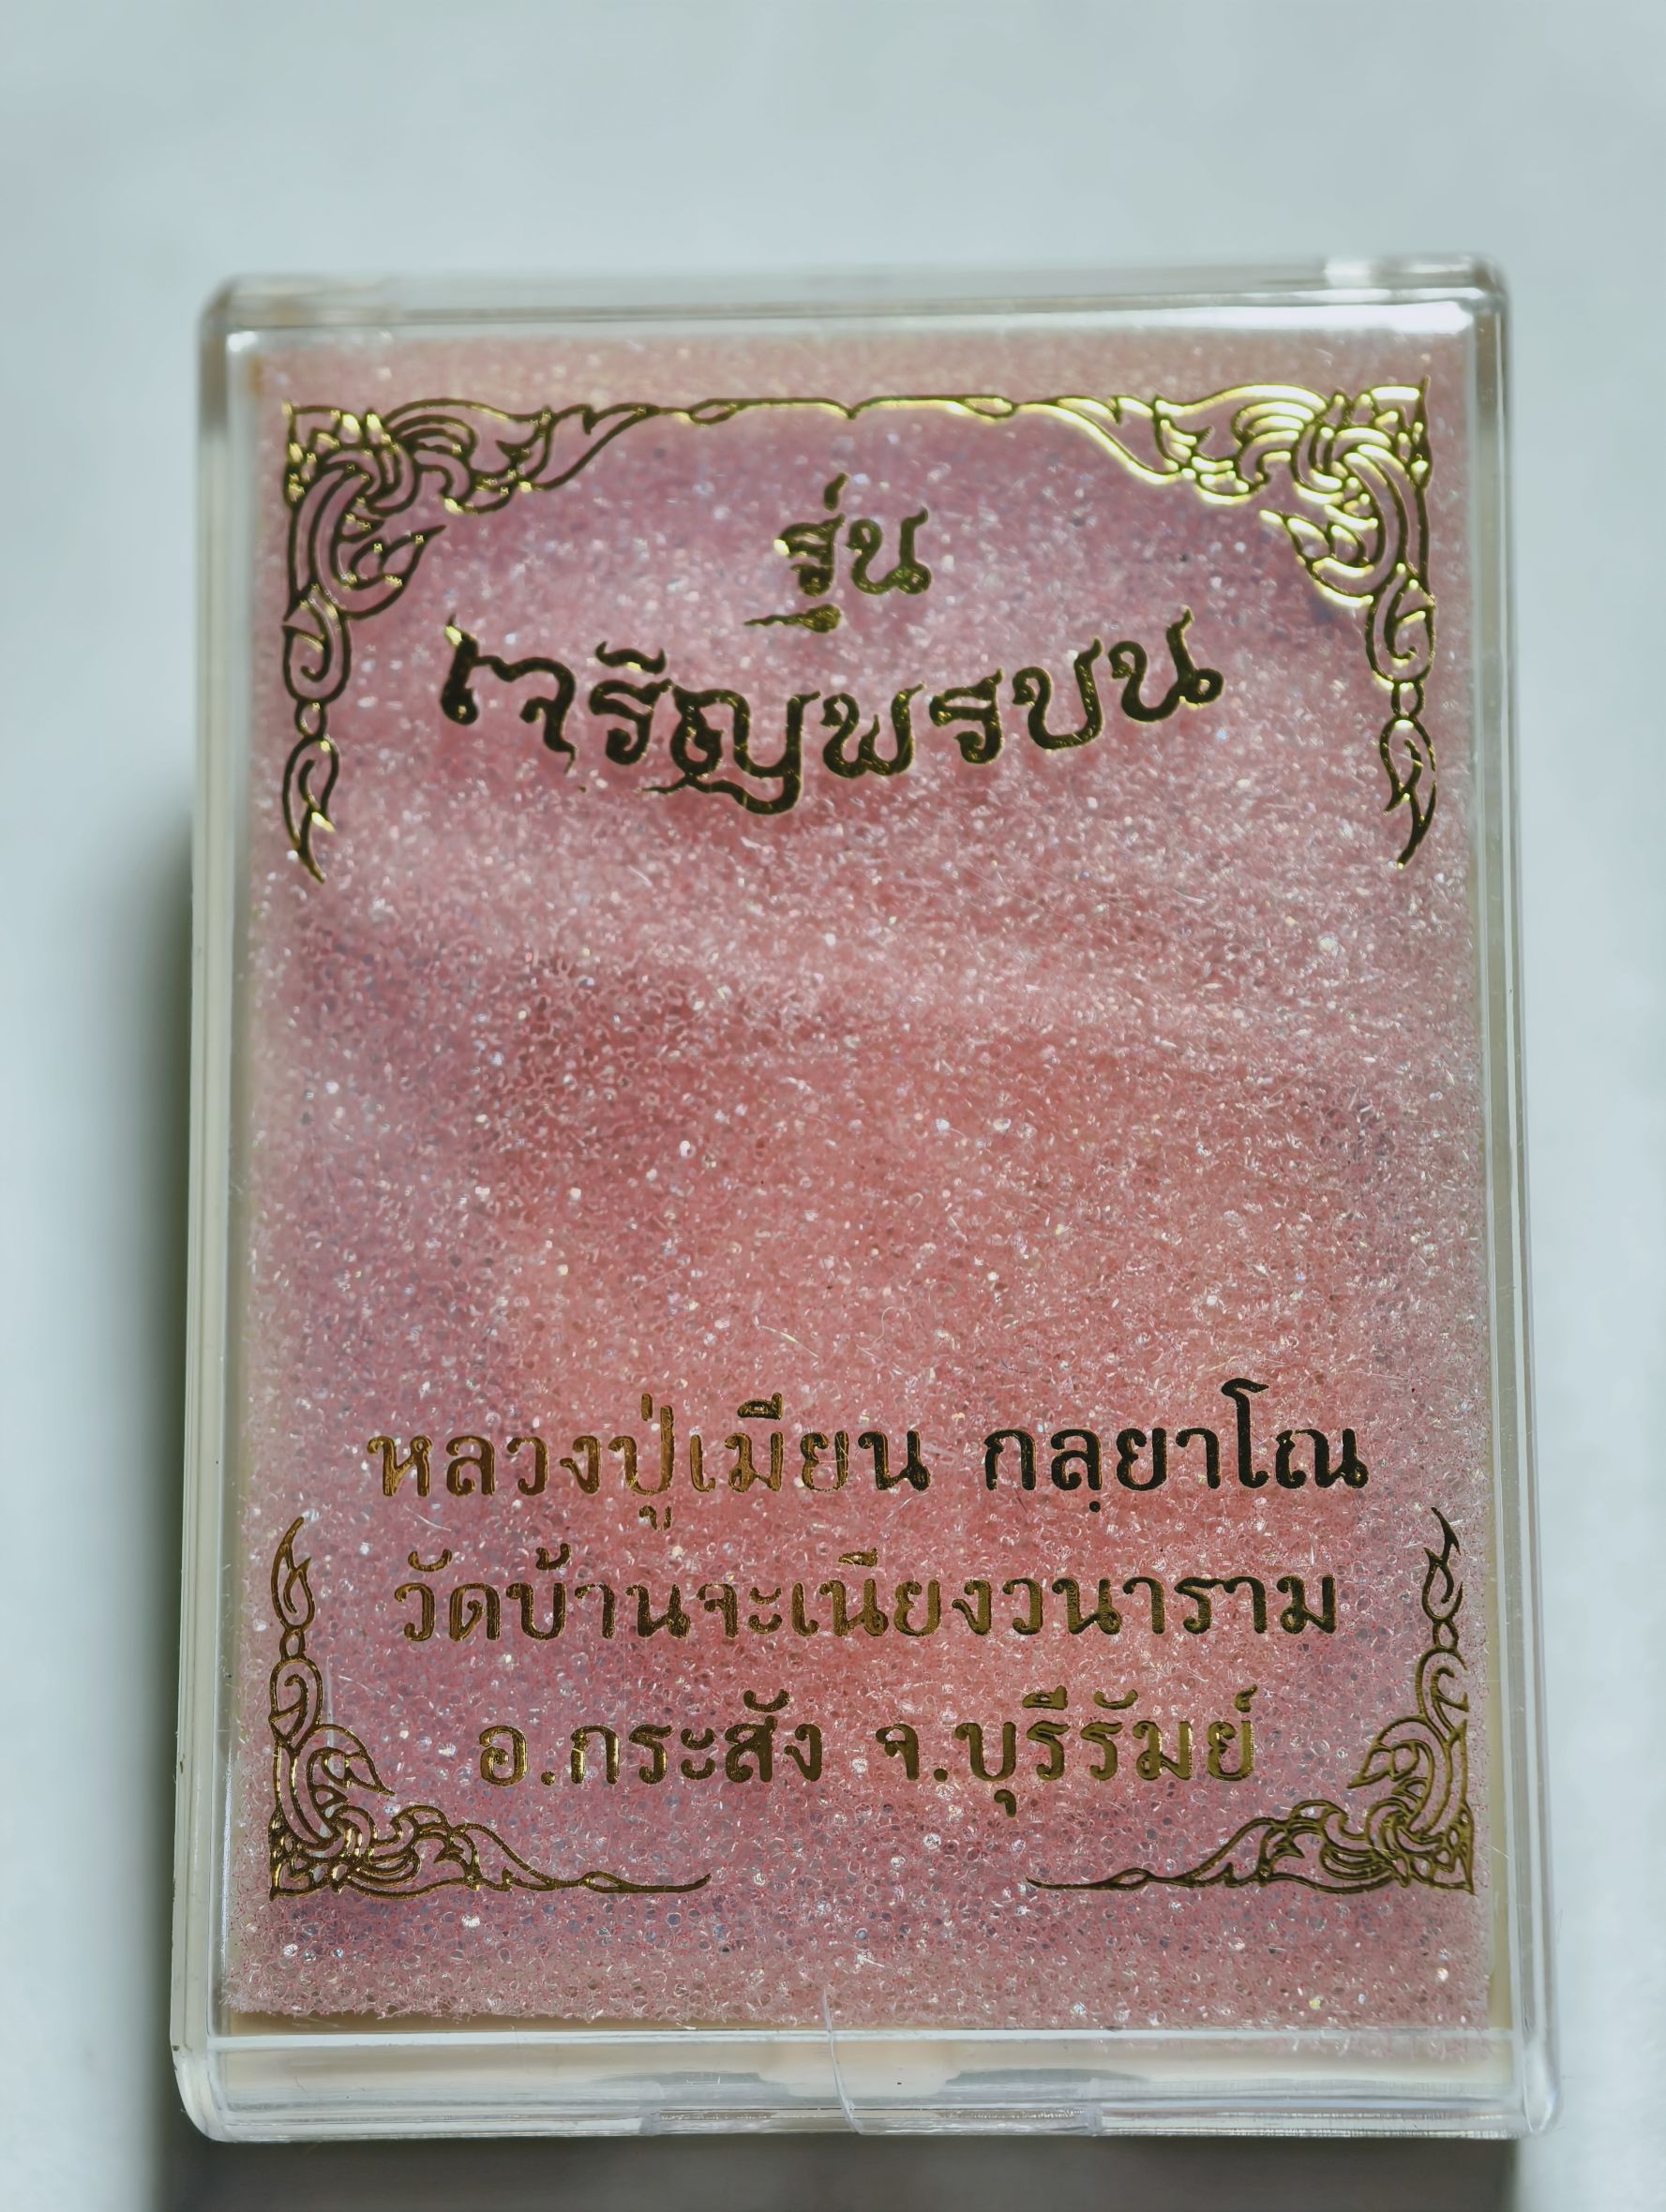 รุ่น
เจริญพรบน
หลวงปู่เมียน กลฺยาโณ
วัดบ้านจะเนียงวนาราม
อ.กระสัง จ.บุรีรัมย์